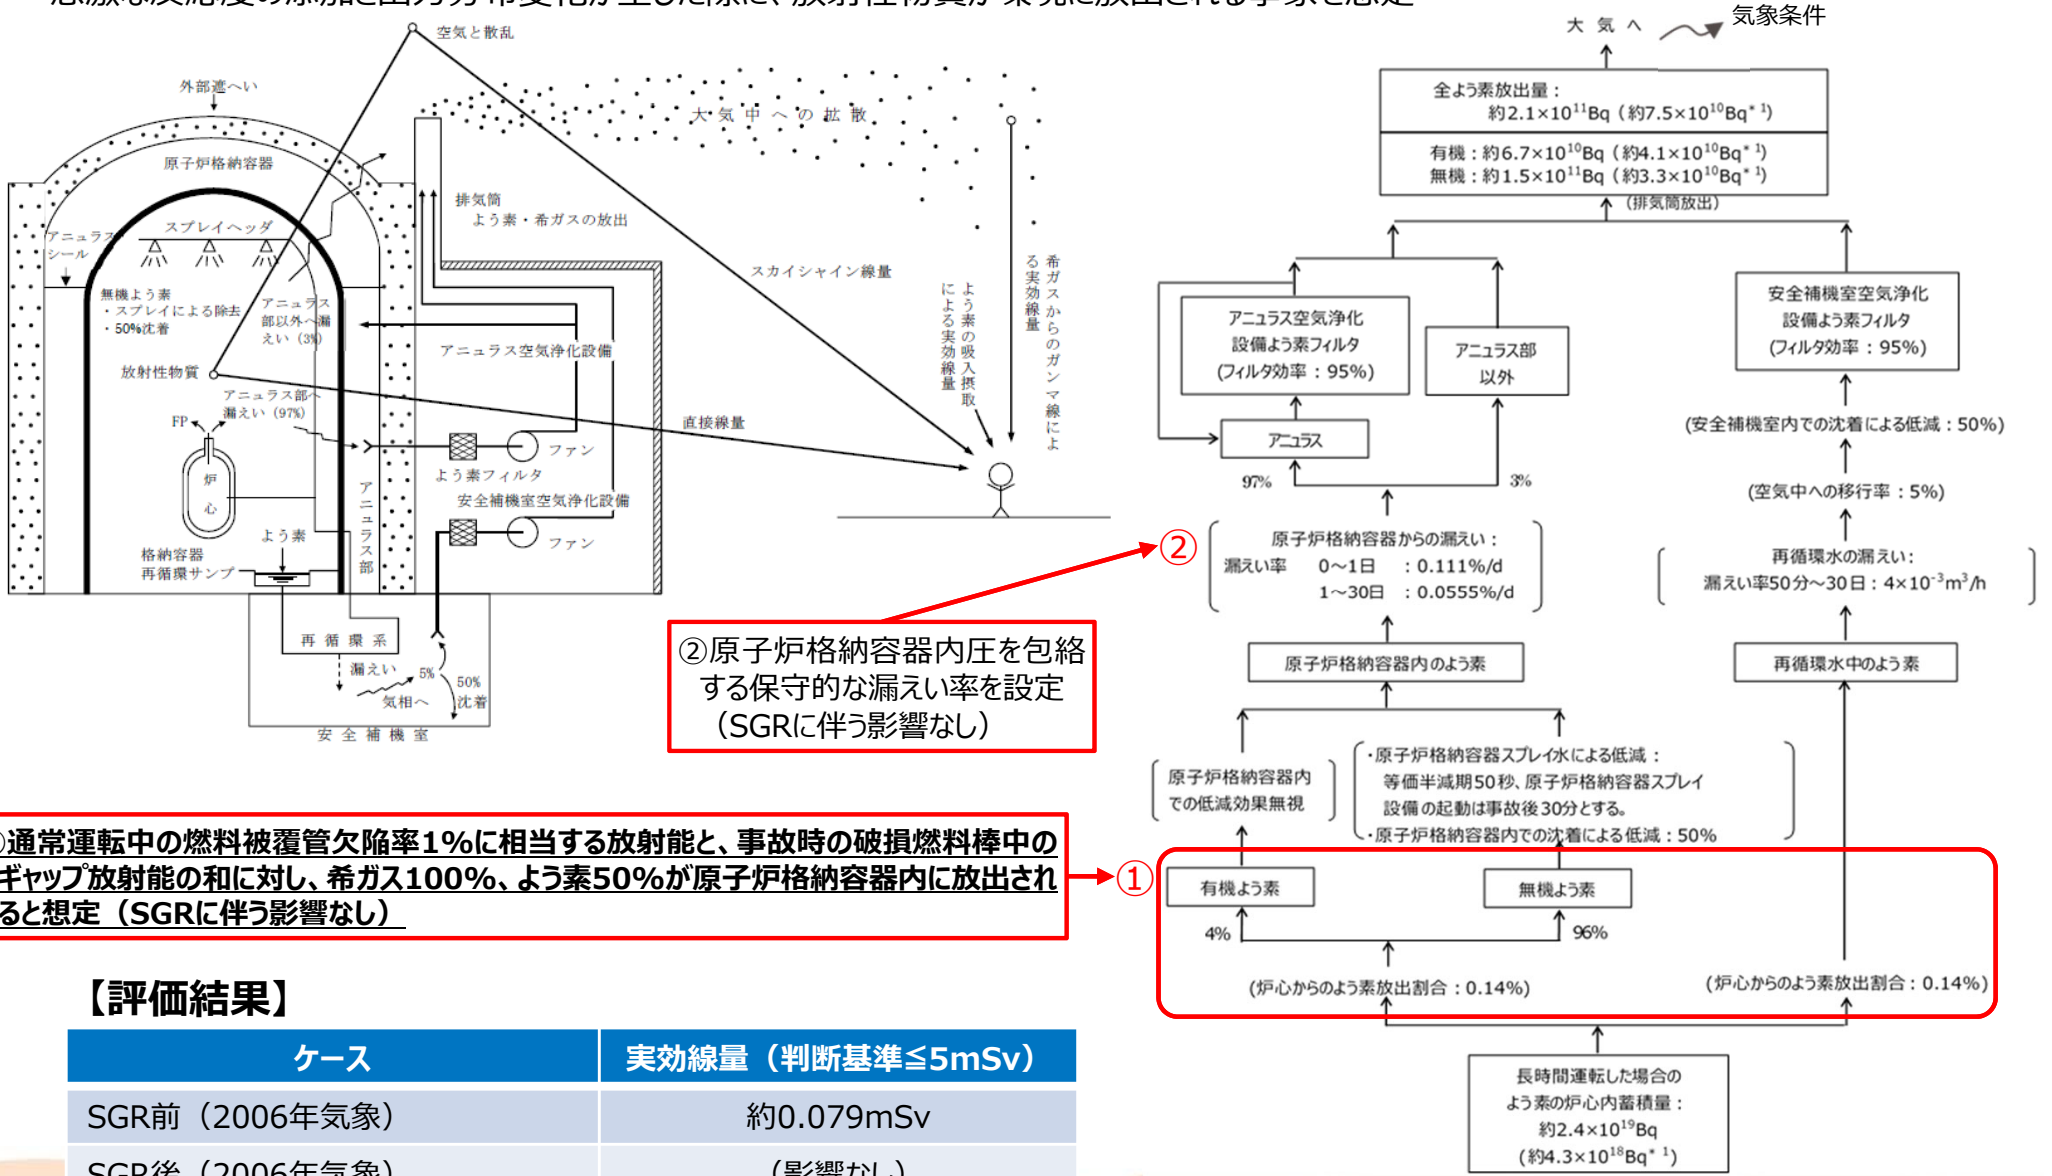 空気と散乱
外部遮へい
原子炉格納容器
大気中への拡散
スプレイヘッダ
アニュラス
シール
排気筒
よう素・希ガスの放出
無機よう素
・スプレイによる除去
・50%沈着
アニュラス
部以外へ漏
えい（3%）
スカイシャイン線量
よう素の吸入摂取
による実効線量
希ガスからのガンマ線によ
る実効線量
アニュラス空気浄化設備
放射性物質
アニュラス部へ
漏えい（97%）
FP
直接線量
ファン
よう素フィルタ
炉心
アニュラス部
安全補機室空気浄化設備
ファン
よう素
格納容器
再循環サンプ
再循環系
漏えい
5%
50%
沈着
気相へ
安全補機室
②原子炉格納容器内圧を包絡
する保守的な漏えい率を設定
（SGRに伴う影響なし）
通常運転中の燃料被覆管欠陥率1%に相当する放射能と、事故時の破損燃料棒中の
ギャップ放射能の和に対し、希ガス100%、よう素50%が原子炉格納容器内に放出され
ると想定（SGRに伴う影響なし）
【評価結果】
ケース	実効線量（判断基準≦5mSv）
SGR前（2006年気象）	約0.079mSv
SGR後（2006年気象）	（影響なし）
大気へ
気象条件
全よう素放出量：
約2.1×10¹¹Bq（約7.5×10¹⁰Bq*¹）
有機：約6.7×10¹⁰Bq（約4.1×10¹⁰Bq*¹）
無機：約1.5×10¹¹Bq（約3.3×10¹⁰Bq*¹）
（排気筒放出）
アニュラス空気浄化
設備よう素フィルタ
(フィルタ効率：95%)
アニュラス部
以外
安全補機室空気浄化
設備よう素フィルタ
(フィルタ効率：95%)
アニュラス
(安全補機室内での沈着による低減：50%)
97%
3%
(空気中への移行率：5%)
②
原子炉格納容器からの漏えい：
漏えい率 0～1日 ：0.111%/d
1～30日 ：0.0555%/d
再循環水の漏えい：
漏えい率50分～30日：4×10⁻³m³/h
原子炉格納容器内のよう素
再循環水中のよう素
原子炉格納容器内
での低減効果無視
・原子炉格納容器スプレイ水による低減：
等価半減期50秒、原子炉格納容器スプレイ
設備の起動は事故後30分とする。
・原子炉格納容器内での沈着による低減：50%
①
有機よう素
無機よう素
4%
96%
(炉心からのよう素放出割合：0.14%)
(炉心からのよう素放出割合：0.14%)
長時間運転した場合の
よう素の炉心内蓄積量：
約2.4×10¹⁹Bq
(約4.3×10¹⁸Bq*¹)